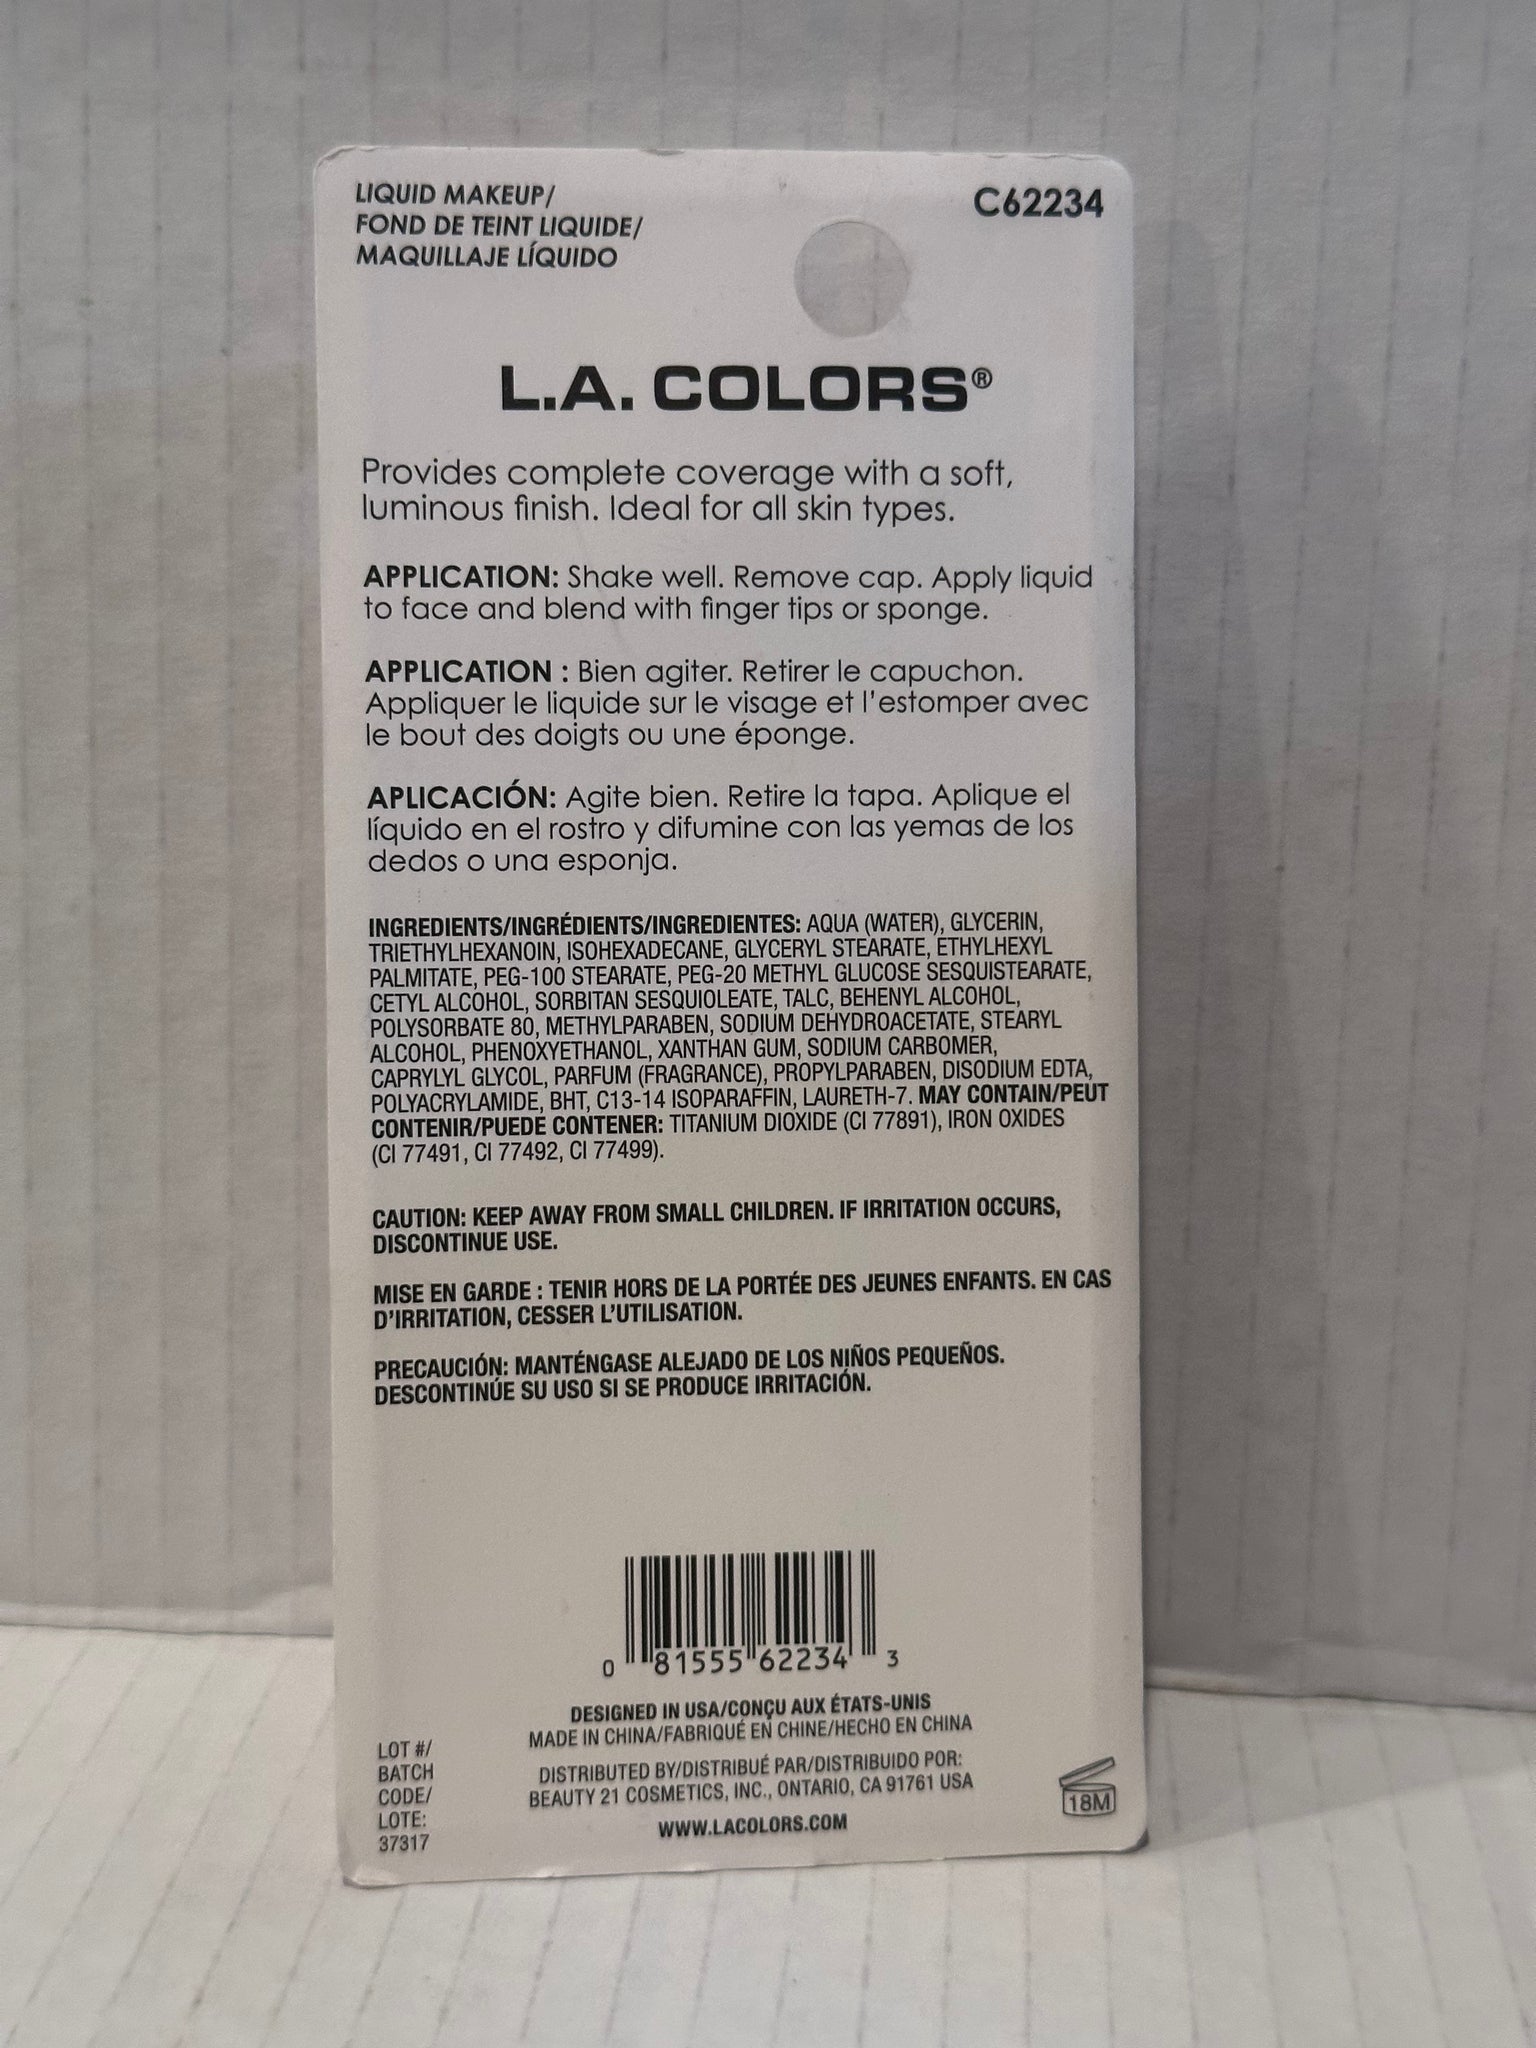 LIQUID MAKEUP/
FOND DE TEINT LIQUIDE/
MAQUILLAJE LÍQUIDO
C62234
L.A. COLORS®
Provides complete coverage with a soft,
luminous finish. Ideal for all skin types.
APPLICATION: Shake well. Remove cap. Apply liquid
to face and blend with finger tips or sponge.
APPLICATION : Bien agiter. Retirer le capuchon.
Appliquer le liquide sur le visage et l'estomper avec
le bout des doigts ou une éponge.
APLICACIÓN: Agite bien. Retire la tapa. Aplique el
líquido en el rostro y difumine con las yemas de los
dedos o una esponja.
INGREDIENTS/INGRÉDIENTS/INGREDIENTES: AQUA (WATER), GLYCERIN,
TRIETHYLHEXANOIN, ISOHEXADECANE, GLYCERYL STEARATE, ETHYLHEXYL
PALMITATE, PEG-100 STEARATE, PEG-20 METHYL GLUCOSE SESQUISTEARATE,
CETYL ALCOHOL, SORBITAN SESQUIOLEATE, TALC, BEHENYL ALCOHOL,
POLYSORBATE 80, METHYLPARABEN, SODIUM DEHYDROACETATE, STEARYL
ALCOHOL, PHENOXYETHANOL, XANTHAN GUM, SODIUM CARBOMER,
CAPRYLYL GLYCOL, PARFUM (FRAGRANCE), PROPYLPARABEN, DISODIUM EDTA,
POLYACRYLAMIDE, BHT, C13-14 ISOPARAFFIN, LAURETH-7. MAY CONTAIN/PEUT
CONTENIR/PUEDE CONTENER: TITANIUM DIOXIDE (CI 77891), IRON OXIDES
(CI 77491, CI 77492, CI 77499).
CAUTION: KEEP AWAY FROM SMALL CHILDREN. IF IRRITATION OCCURS,
DISCONTINUE USE.
MISE EN GARDE : TENIR HORS DE LA PORTÉE DES JEUNES ENFANTS. EN CAS
D'IRRITATION, CESSER L'UTILISATION.
PRECAUCIÓN: MANTÉNGASE ALEJADO DE LOS NIÑOS PEQUEÑOS.
DESCONTINÚE SU USO SI SE PRODUCE IRRITACIÓN.
0 81555 62234 3
DESIGNED IN USA/CONÇU AUX ÉTATS-UNIS
MADE IN CHINA/FABRIQUÉ EN CHINE/HECHO EN CHINA
DISTRIBUTED BY/DISTRIBUÉ PAR/DISTRIBUIDO POR:
BEAUTY 21 COSMETICS, INC., ONTARIO, CA 91761 USA
WWW.LACOLORS.COM
LOT #/
BATCH
CODE/
LOTE:
37317
18M